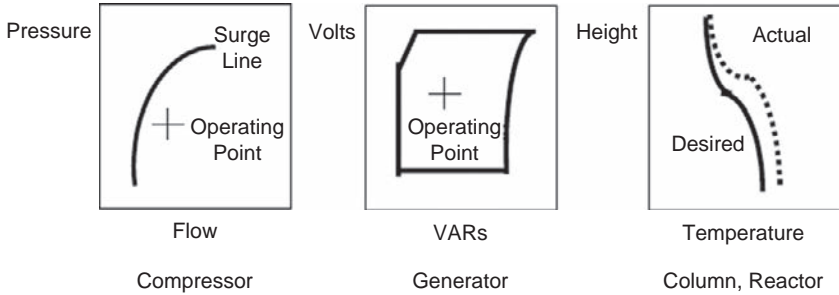 Pressure
Surge
Line
Operating
Point
Flow
Compressor
Volts
Operating
Point
VARs
Generator
Height
Actual
Desired
Temperature
Column, Reactor